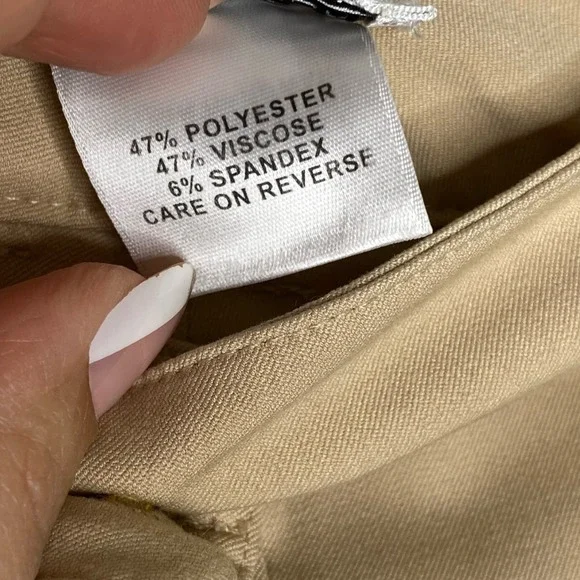 47% POLYESTER
47% VISCOSE
6% SPANDEX
CARE ON REVERSE